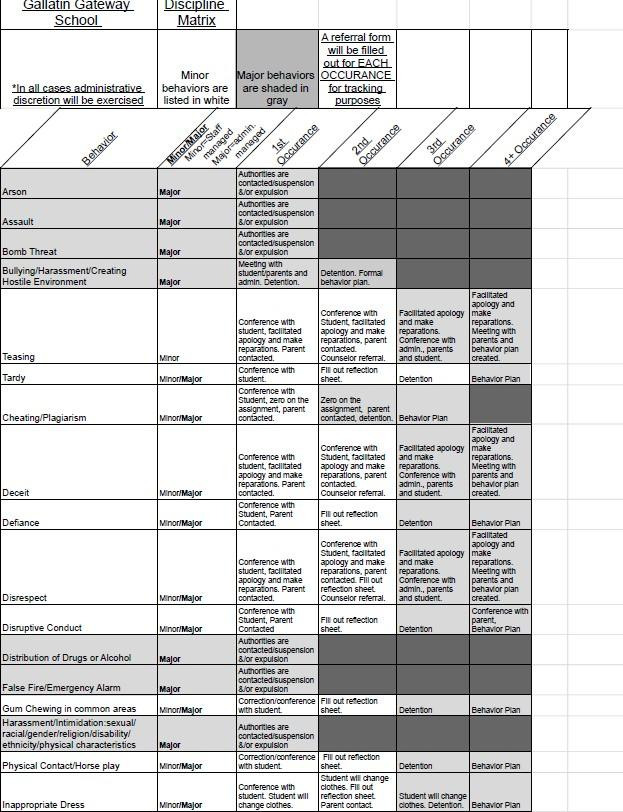 Gallatin Gateway
School
Discipline
Matrix
*In all cases administrative
discretion will be exercised
Minor
behaviors are
listed in white
Major behaviors
are shaded in
gray
A referral form
will be filled
out for EACH
OCCURANCE
for tracking
purposes
Behavior
Minor/Major
Minor=Staff
managed
Major=admin.
managed
1st
Occurance
2nd
Occurance
3rd
Occurance
4+ Occurance
Arson
Major
Authorities are
contacted/suspension
&/or expulsion
Assault
Major
Authorities are
contacted/suspension
&/or expulsion
Bomb Threat
Major
Authorities are
contacted/suspension
&/or expulsion
Bullying/Harassment/Creating
Hostile Environment
Major
Meeting with
student/parents and
admin. Detention.
Detention. Formal
behavior plan.
Teasing
Minor
Conference with
student, facilitated
apology and make
reparations. Parent
contacted.
Conference with
Student, facilitated
apology and make
reparations, parent
contacted.
Counselor referral.
Facilitated apology
and make
reparations.
Conference with
admin., parents
and student.
Facilitated
apology and
make
reparations.
Meeting with
parents and
behavior plan
created.
Tardy
Minor/Major
Conference with
student.
Fill out reflection
sheet.
Detention
Behavior Plan
Cheating/Plagiarism
Minor/Major
Conference with
Student, zero on the
assignment, parent
contacted.
Zero on the
assignment, parent
contacted, detention.
Behavior Plan
Deceit
Minor/Major
Conference with
student, facilitated
apology and make
reparations. Parent
contacted.
Conference with
Student, facilitated
apology and make
reparations, parent
contacted.
Counselor referral.
Facilitated apology
and make
reparations.
Conference with
admin., parents
and student.
Facilitated
apology and
make
reparations.
Meeting with
parents and
behavior plan
created.
Defiance
Minor/Major
Conference with
Student, Parent
Contacted.
Fill out reflection
sheet.
Detention
Behavior Plan
Disrespect
Minor/Major
Conference with
student, facilitated
apology and make
reparations. Parent
contacted.
Conference with
Student, facilitated
apology and make
reparations, parent
contacted. Fill out
reflection sheet.
Counselor referral.
Facilitated apology
and make
reparations.
Conference with
admin., parents
and student.
Facilitated
apology and
make
reparations.
Meeting with
parents and
behavior plan
created.
Disruptive Conduct
Minor/Major
Conference with
Student, Parent
Contacted
Fill out reflection
sheet.
Detention
Conference with
parent,
Behavior Plan
Distribution of Drugs or Alcohol
Major
Authorities are
contacted/suspension
&/or expulsion
False Fire/Emergency Alarm
Major
Authorities are
contacted/suspension
&/or expulsion
Gum Chewing in common areas
Minor/Major
Correction/conference
with student.
Fill out reflection
sheet.
Detention
Behavior Plan
Harassment/Intimidation:sexual/
racial/gender/religion/disability/
ethnicity/physical characteristics
Major
Authorities are
contacted/suspension
&/or expulsion
Physical Contact/Horse play
Minor/Major
Correction/conference
with student.
Fill out reflection
sheet.
Detention
Behavior Plan
Inappropriate Dress
Minor/Major
Conference with
student. Student will
change clothes.
Student will change
clothes. Fill out
reflection sheet.
Parent contact.
Student will change
clothes. Detention.
Behavior Plan